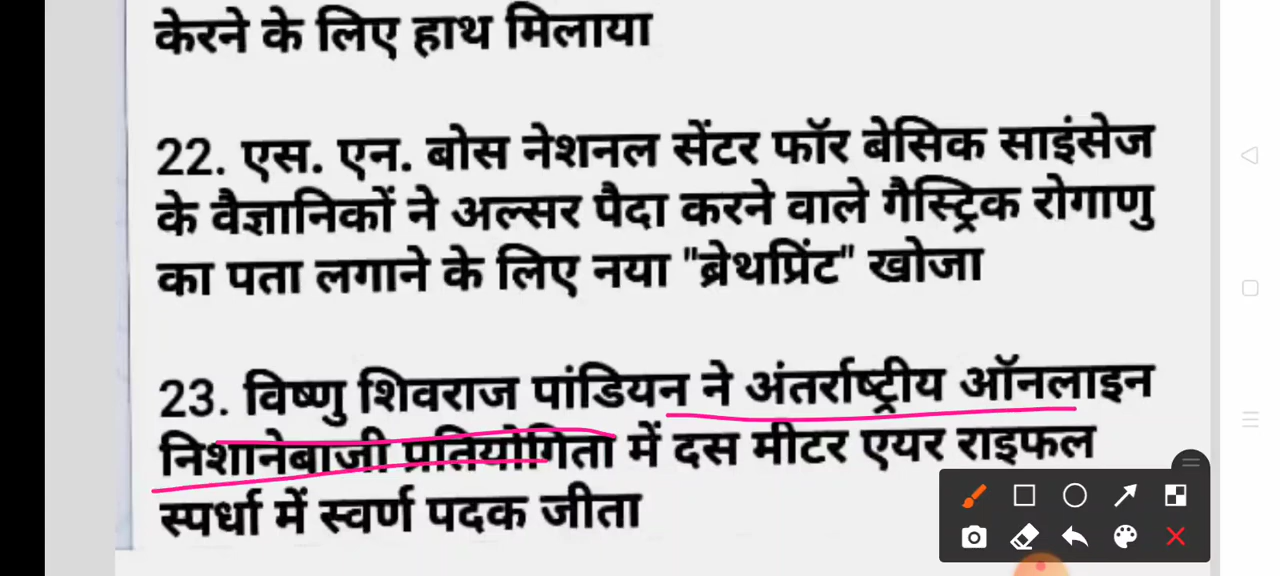 केरने के लिए हाथ मिलाया
22. एस. एन. बोस नेशनल सेंटर फॉर बेसिक साइंसेज
के वैज्ञानिकों ने अल्सर पैदा करने वाले गैस्ट्रिक रोगाणु
का पता लगाने के लिए नया "ब्रेथप्रिंट" खोजा
23. विष्णु शिवराज पांडियन ने अंतर्राष्ट्रीय ऑनलाइन
निशानेबाजी प्रतियोगिता में दस मीटर एयर राइफल
स्पर्धा में स्वर्ण पदक जीता